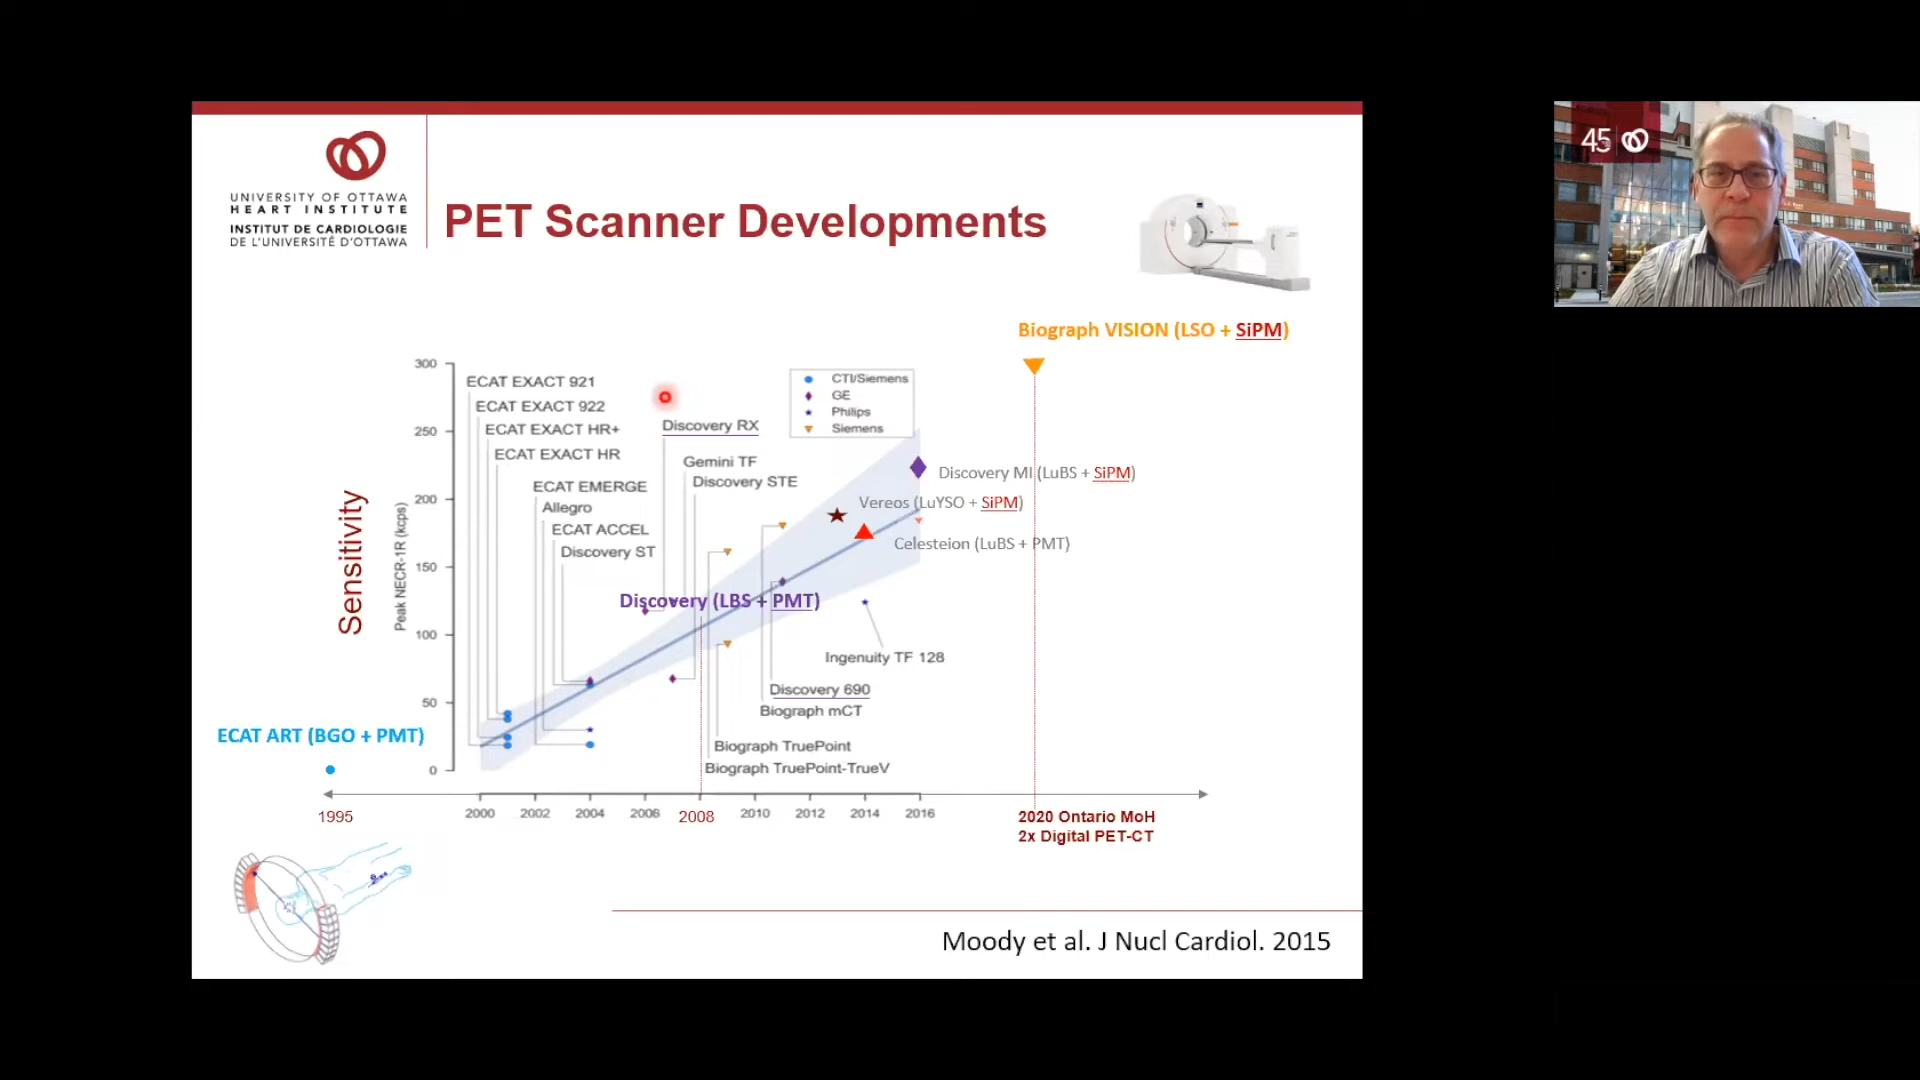 UNIVERSITY OF OTTAWA
HEART INSTITUTE
INSTITUT DE CARDIOLOGIE
DE L'UNIVERSITÉ D'OTTAWA
PET Scanner Developments
45
Biograph VISION (LSO + SiPM)
300
250
200
150
100
50
0
Sensitivity
Peak NECR-1R (kcps)
ECAT EXACT 921
ECAT EXACT 922
ECAT EXACT HR+
ECAT EXACT HR
ECAT EMERGE
Allegro
ECAT ACCEL
Discovery ST
Discovery RX
Gemini TF
Discovery STE
CTI/Siemens
GE
Philips
Siemens
Discovery MI (LuBS + SiPM)
Vereos (LuYSO + SiPM)
Celesteion (LuBS + PMT)
Discovery (LBS + PMT)
Ingenuity TF 128
Discovery 690
Biograph mCT
Biograph TruePoint
Biograph TruePoint-TrueV
ECAT ART (BGO + PMT)
1995
2000
2002
2004
2006
2008
2010
2012
2014
2016
2020 Ontario MoH
2x Digital PET-CT
Moody et al. J Nucl Cardiol. 2015